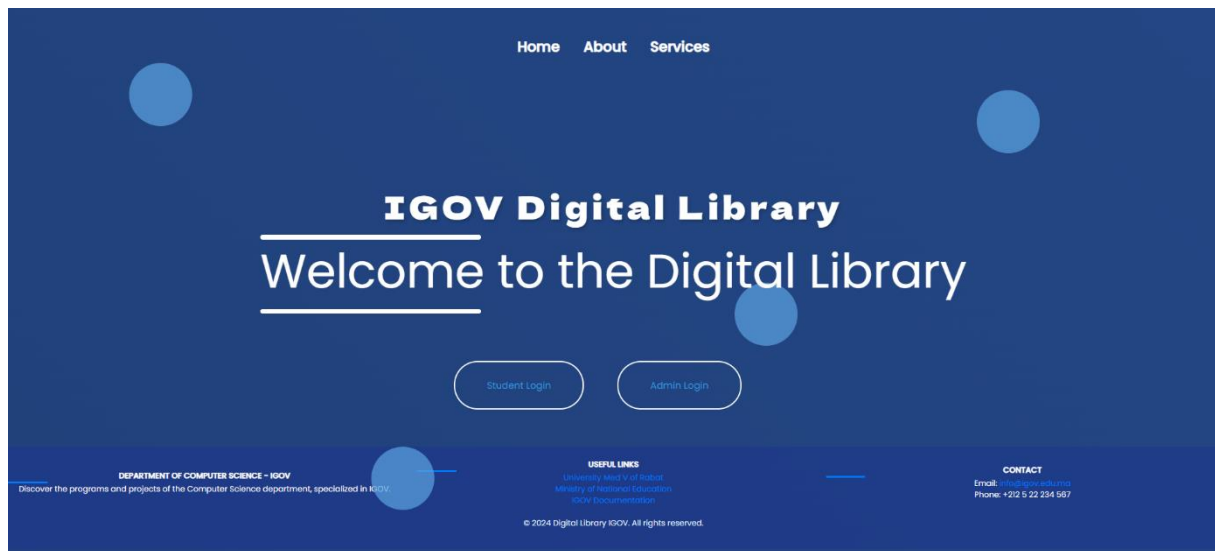 Home About Services
IGOV Digital Library
Welcome to the Digital Library
Student Login Admin Login
DEPARTMENT OF COMPUTER SCIENCE - IGOV
Discover the programs and projects of the Computer Science department, specialized in IGOV.
USEFUL LINKS
University Med V of Rabat
Ministry of National Education
IGOV Documentation
CONTACT
Email: info@igov.edu.ma
Phone: +212 5 22 234 567
© 2024 Digital Library IGOV. All rights reserved.